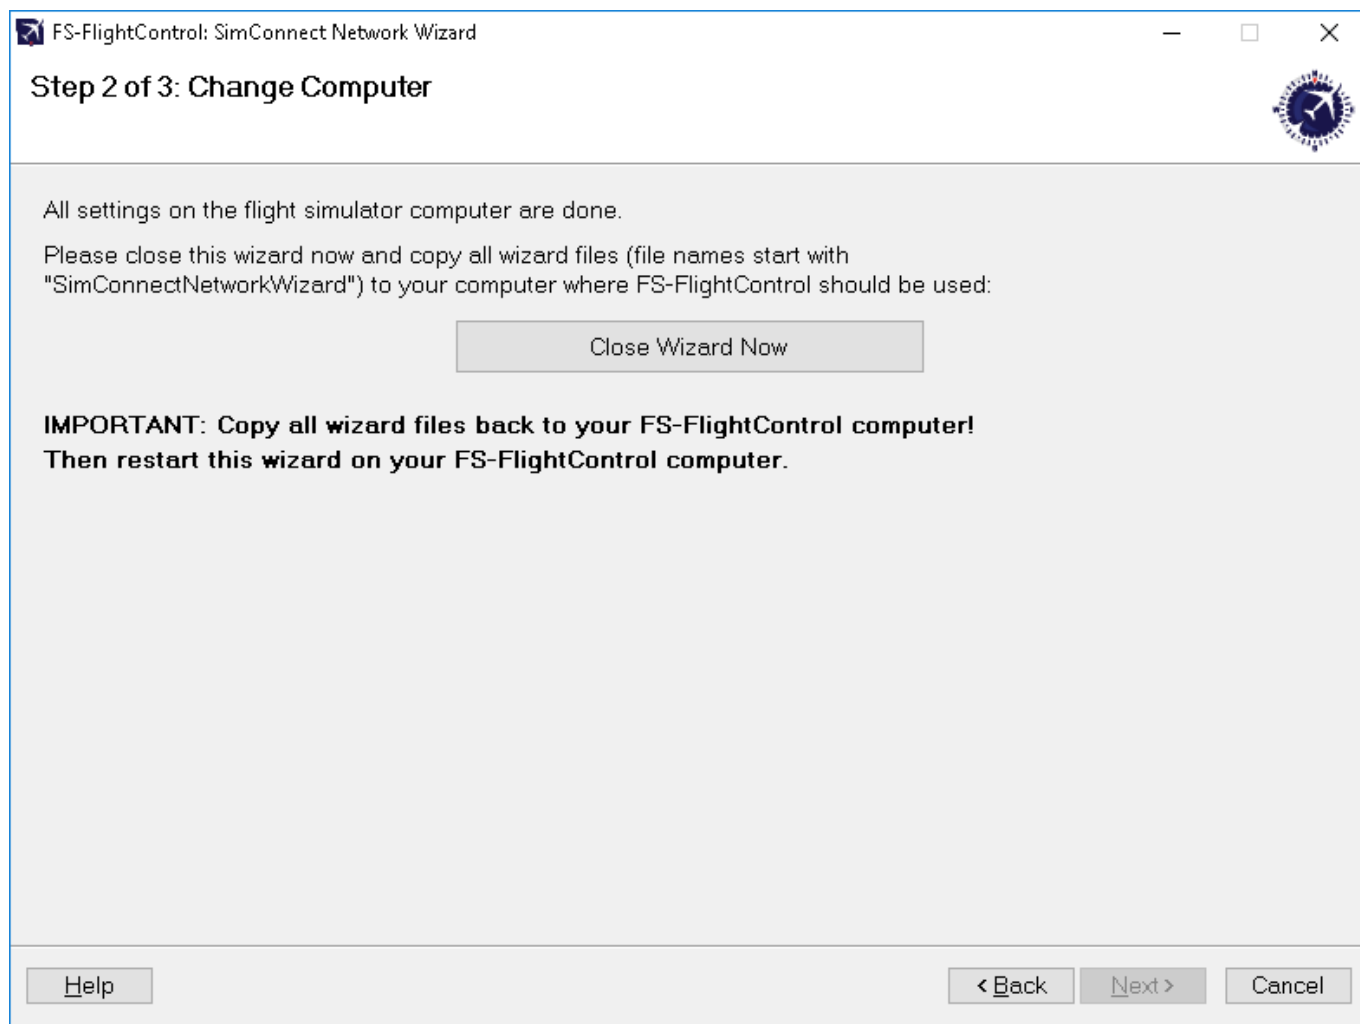 FS-FlightControl: SimConnect Network Wizard
Step 2 of 3: Change Computer
All settings on the flight simulator computer are done.
Please close this wizard now and copy all wizard files (file names start with
"SimConnectNetworkWizard") to your computer where FS-FlightControl should be used:
Close Wizard Now
IMPORTANT: Copy all wizard files back to your FS-FlightControl computer!
Then restart this wizard on your FS-FlightControl computer.
Help
< Back
Next >
Cancel